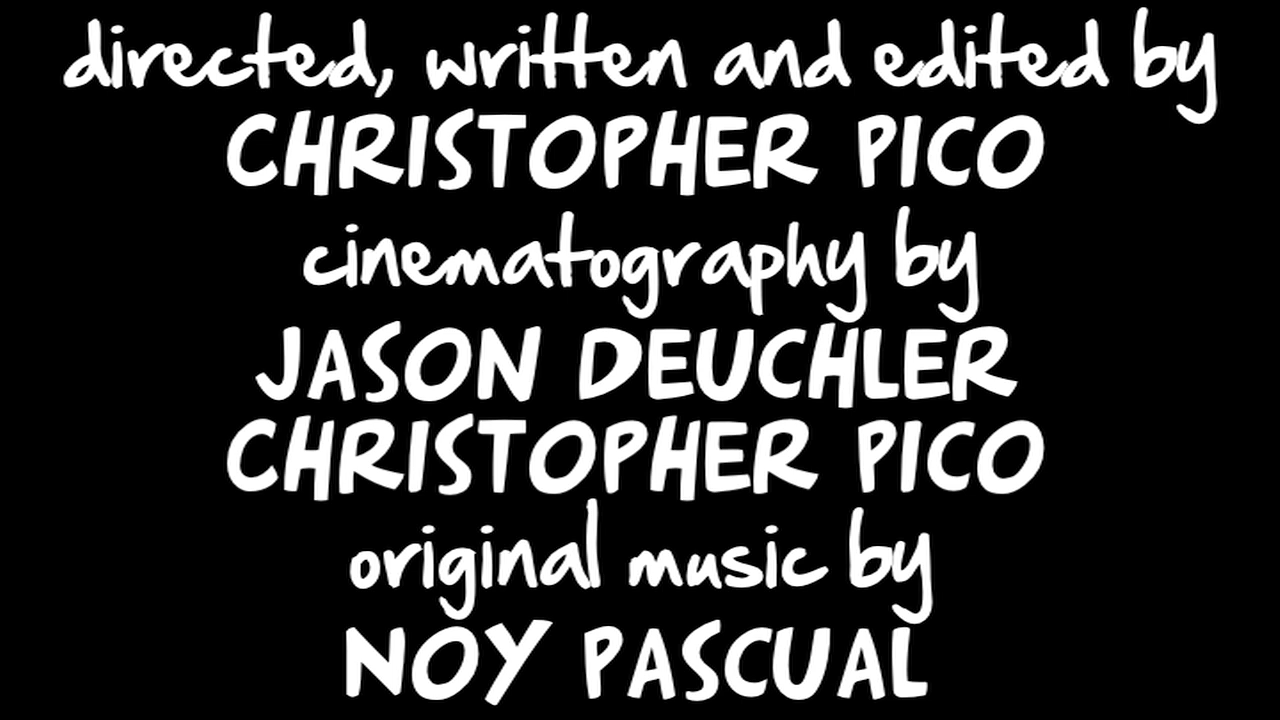 directed, written and edited by
CHRISTOPHER PICO
cinematography by
JASON DEUCHLER
CHRISTOPHER PICO
original music by
NOY PASCUAL